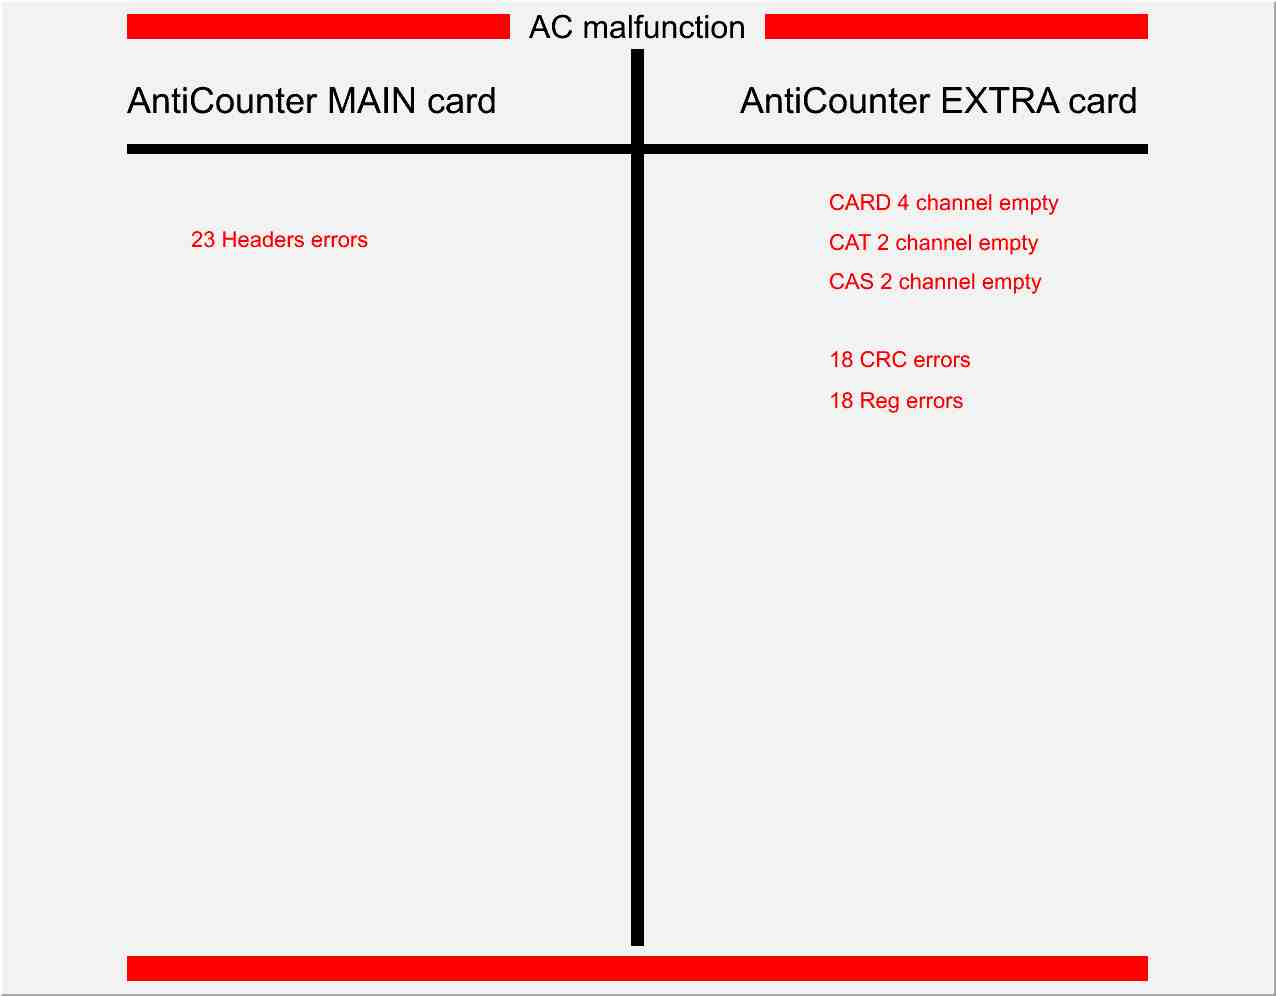 AC malfunction
AntiCounter MAIN card
AntiCounter EXTRA card
23 Headers errors
CARD 4 channel empty
CAT 2 channel empty
CAS 2 channel empty
18 CRC errors
18 Reg errors